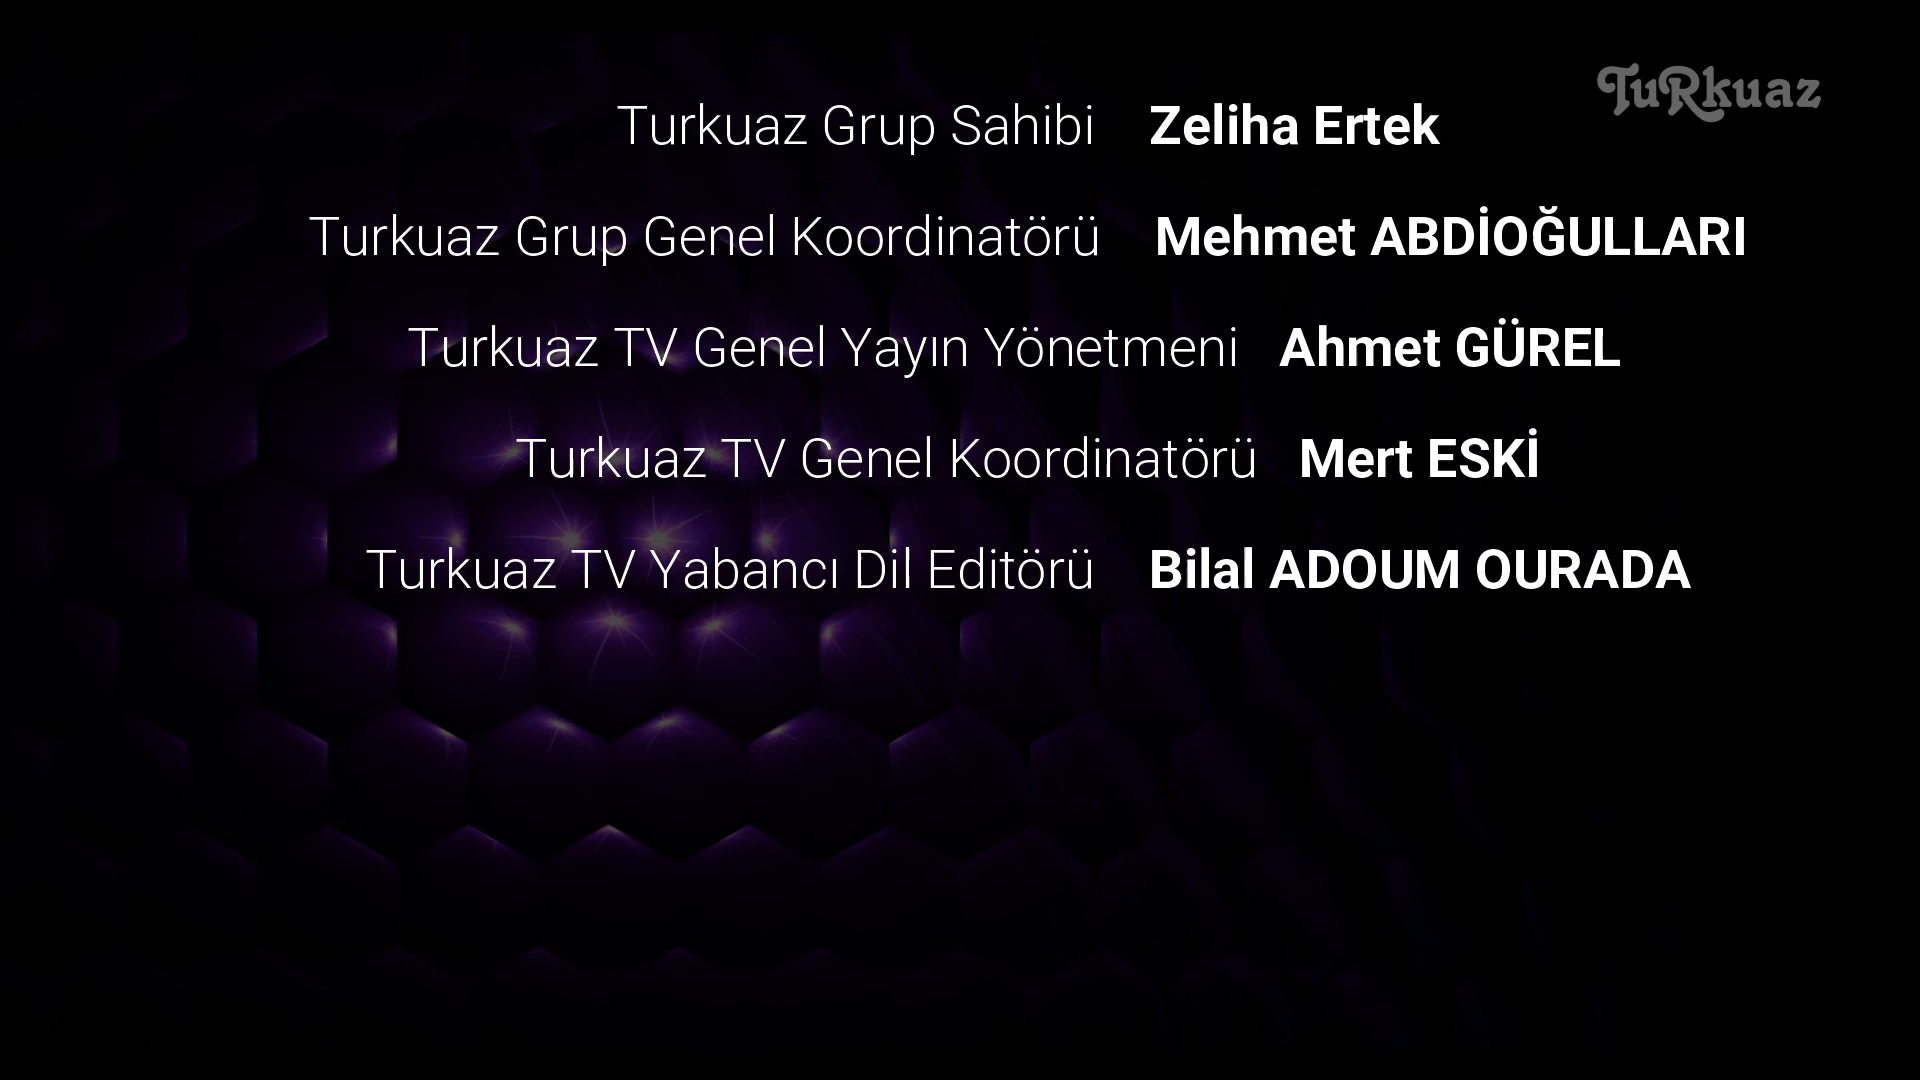 TuRkuaz
Turkuaz Grup Sahibi Zeliha Ertek
Turkuaz Grup Genel Koordinatörü Mehmet ABDİOĞULLARI
Turkuaz TV Genel Yayın Yönetmeni Ahmet GÜREL
Turkuaz TV Genel Koordinatörü Mert ESKİ
Turkuaz TV Yabancı Dil Editörü Bilal ADOUM OURADA